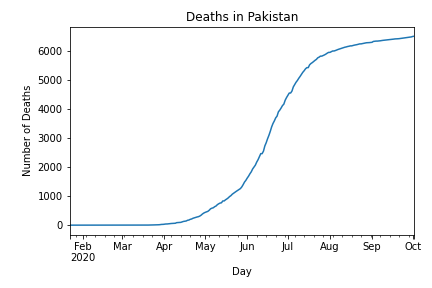 Deaths in Pakistan
Number of Deaths
6000
5000
4000
3000
2000
1000
0
Feb Mar Apr May Jun Jul Aug Sep Oct
2020
Day